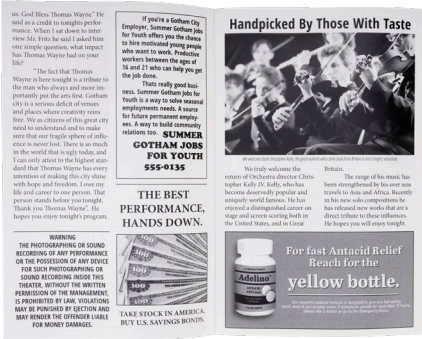 us. God bless Thomas Wayne." He
said as a credit to tonights perfor-
mance. When I sat down to inter-
view Mr. Fritz he said I asked him
one simple question, what impact
has Thomas Wayne had on your
life?
"The fact that Thomas
Wayne is here tonight is a tribute to
the man who always and more im-
portantly put the arts first. Gotham
city is a serious deficit of venues
and places where creativity reins
free. We as citizens of this great city
need to understand and to make
sure that our fragile sphere of influ-
ence is never lost. There is so much
in the world that is ugly today, and
I can only attest to the highest stan-
dard that Thomas Wayne has every
intention of making this city shine
with hope and freedom. I owe my
life and career to one person. That
person stands before you tonight.
Thank you Thomas Wayne". He
hopes you enjoy tonight's program.
WARNING
THE PHOTOGRAPHING OR SOUND
RECORDING OF ANY PERFORMANCE
OR THE POSSESSION OF ANY DEVICE
FOR SUCH PHOTOGRAPHING OR
SOUND RECORDING INSIDE THIS
THEATER, WITHOUT THE WRITTEN
PERMISSION OF THE MANAGEMENT,
IS PROHIBITED BY LAW, VIOLATIONS
MAY BE PUNISHED BY EJECTION AND
MAY RENDER THE OFFENDER LIABLE
FOR MONEY DAMAGES.
If you're a Gotham City
Employer, Summer Gotham Jobs
for Youth offers you the chance
to hire motivated young people
who want to work. Productive
workers between the ages of
16 and 21 who can help you get
the job done.
Thats really good busi-
ness. Summer Gotham Jobs for
Youth is a way to solve seasonal
employments needs. A source
for future permanent employ-
ees. A way to build community
relations too. SUMMER
GOTHAM JOBS
FOR YOUTH
555-0135
THE BEST
PERFORMANCE,
HANDS DOWN.
100
TAKE STOCK IN AMERICA.
BUY U.S. SAVINGS BONDS.
Handpicked By Those With Taste
We truly welcome the
return of Orchestra director Chris-
topher Kelly JV. Kelly, who has
become deservedly popular and
uniquely world famous. He has
enjoyed a distinguished career on
stage and screen scoring both in
the United States, and in Great
Britain.
The range of his music has
been strengthened by his over seas
travels to Asia and Africa. Recently
in his new solo compositions he
has released new works that are a
direct tribute to these influences.
He hopes you will enjoy tonight.
For fast Antacid Relief
Reach for the
yellow bottle.
Adelino
ANTACID